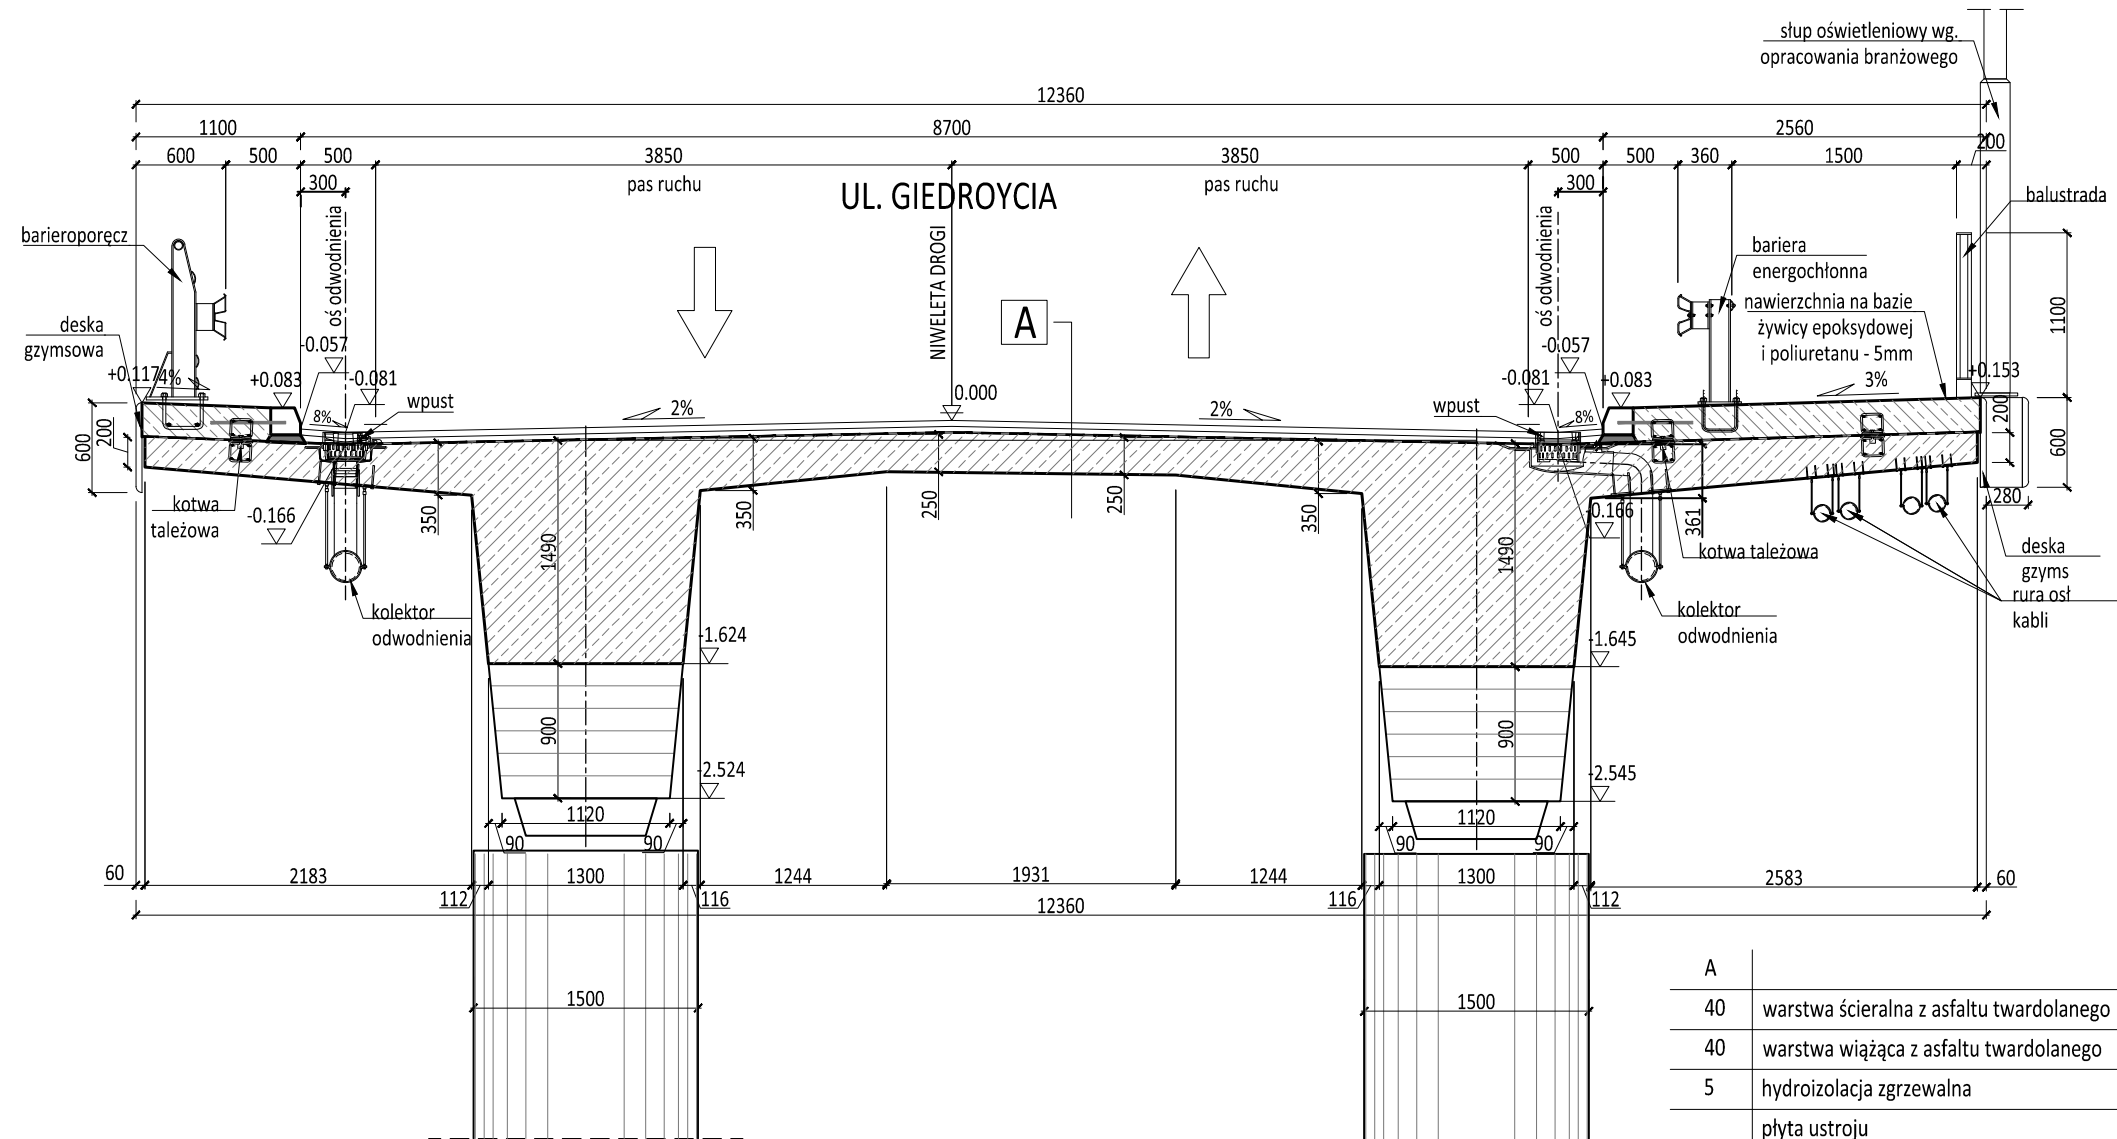 słup oświetleniowy wg.
opracowania branżowego
12360
1100
8700
2560
600
500
500
3850
3850
500
500
360
1500
200
300
pas ruchu
UL. GIEDROYCIA
pas ruchu
300
balustrada
barieroporęcz
oś odwodnienia
NIWELETA DROGI
oś odwodnienia
bariera
energochłonna
nawierzchnia na bazie
żywicy epoksydowej
i poliuretanu - 5mm
1100
deska
gzymsowa
A
-0.057
-0.057
+0.117
4%
+0.083
-0.081
wpust
8%
2%
0.000
2%
-0.081
wpust
8%
+0.083
3%
+0.153
600
200
200
600
280
kotwa
tależowa
-0.166
350
1490
350
250
250
350
1490
-0.166
361
kotwa tależowa
deska
gzyms
rura osł
kabli
kolektor
odwodnienia
kolektor
odwodnienia
-1.624
-1.645
900
900
-2.524
-2.545
1120
90
90
1120
90
90
60
2183
112
1300
116
1244
1931
1244
116
1300
112
2583
60
12360
1500
1500
A
40 warstwa ścieralna z asfaltu twardolanego
40 warstwa wiążąca z asfaltu twardolanego
5 hydroizolacja zgrzewalna
płyta ustroju